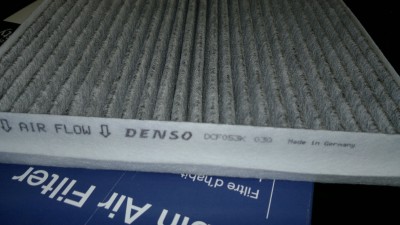 ⇩ AIR FLOW ⇩ DENSO DCF053K 030 Made in Germany
Filtre d'habit
in Air Filter